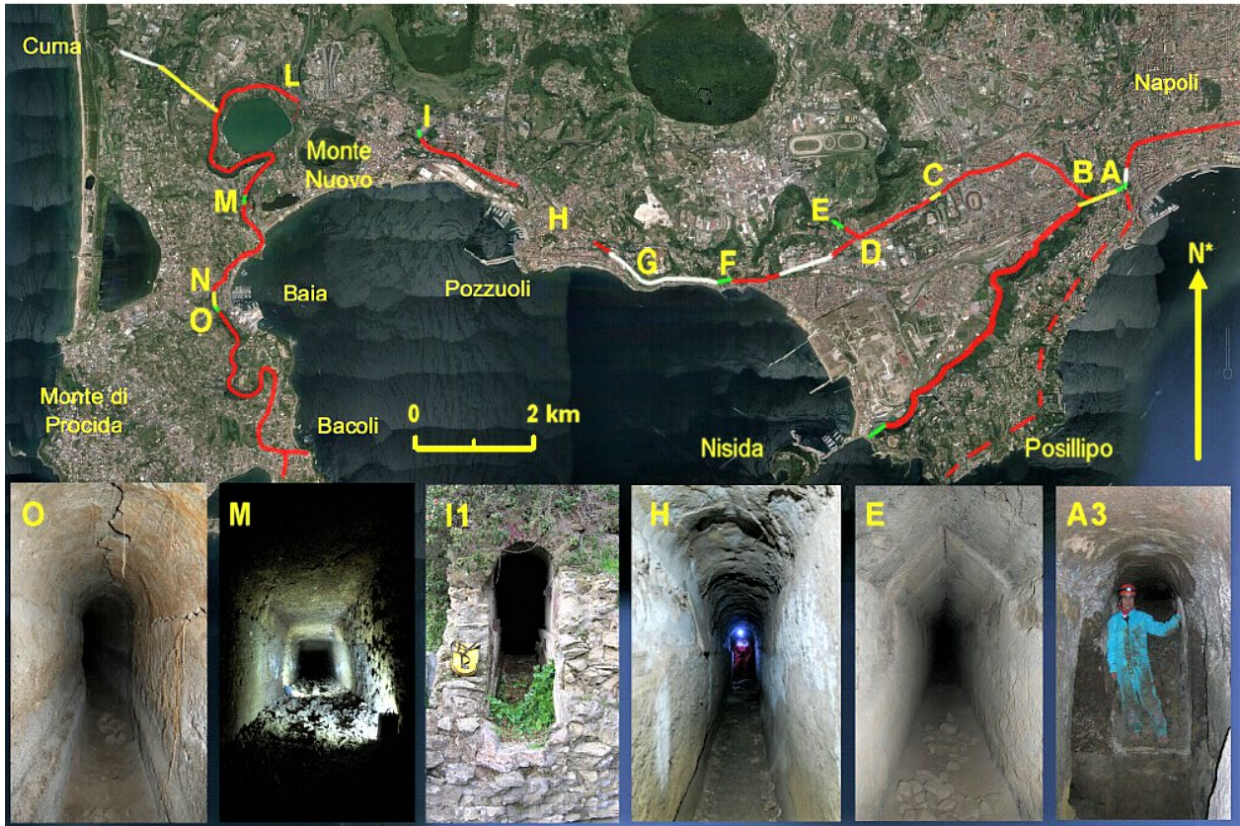 Cuma
Napoli
L
I
Monte
Nuovo
C
B A
M
E
H
D
N*
G
F
N
Baia
Pozzuoli
O
Monte di
Procida
0 2 km
Bacoli
Nisida
Posillipo
O
M
I1
H
E
A3